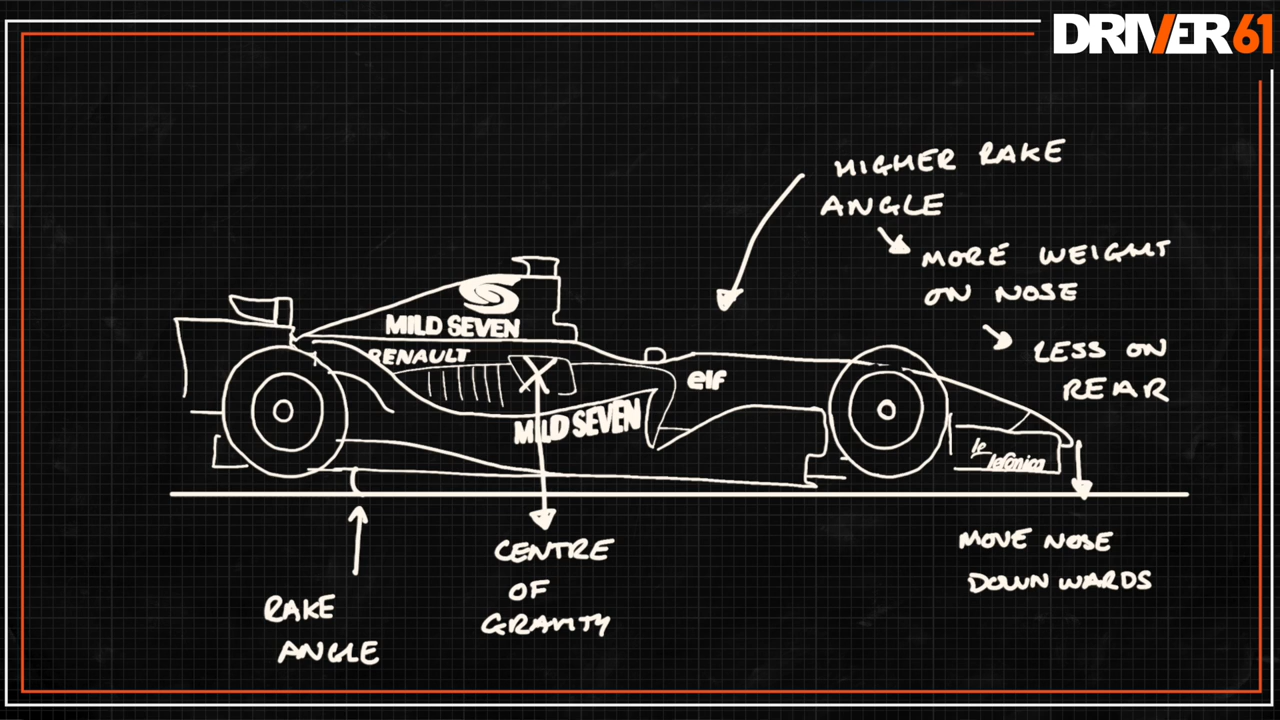 DRIVER61
HIGHER RAKE
ANGLE
MORE WEIGHT
ON NOSE
LESS ON
REAR
MILD SEVEN
RENAULT
elf
MILD SEVEN
MOVE NOSE
DOWNWARDS
CENTRE
OF
GRAVITY
RAKE
ANGLE